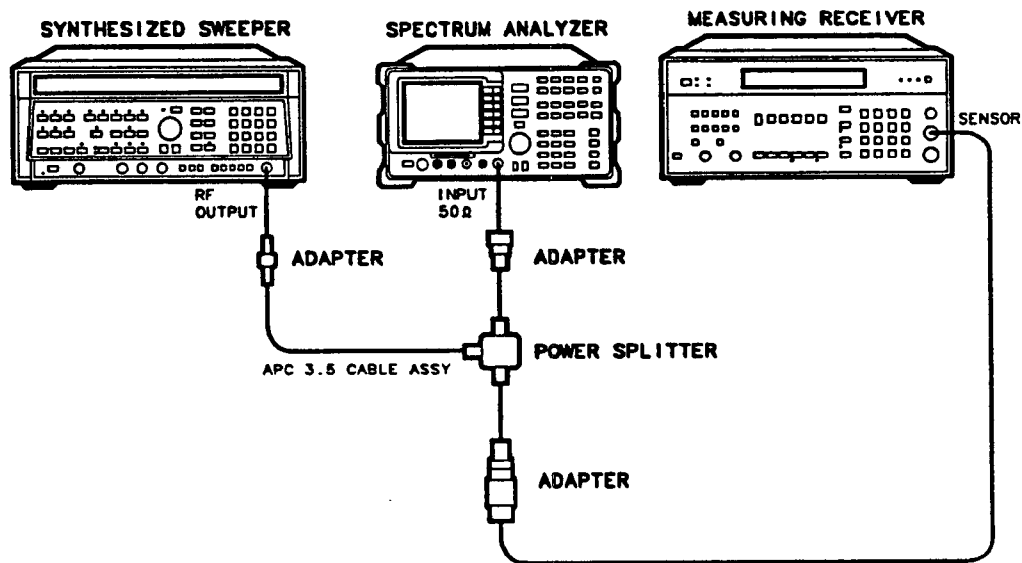 SYNTHESIZED SWEEPER
SPECTRUM ANALYZER
MEASURING RECEIVER
SENSOR
RF
OUTPUT
INPUT
50Ω
ADAPTER
ADAPTER
POWER SPLITTER
APC 3.5 CABLE ASSY
ADAPTER